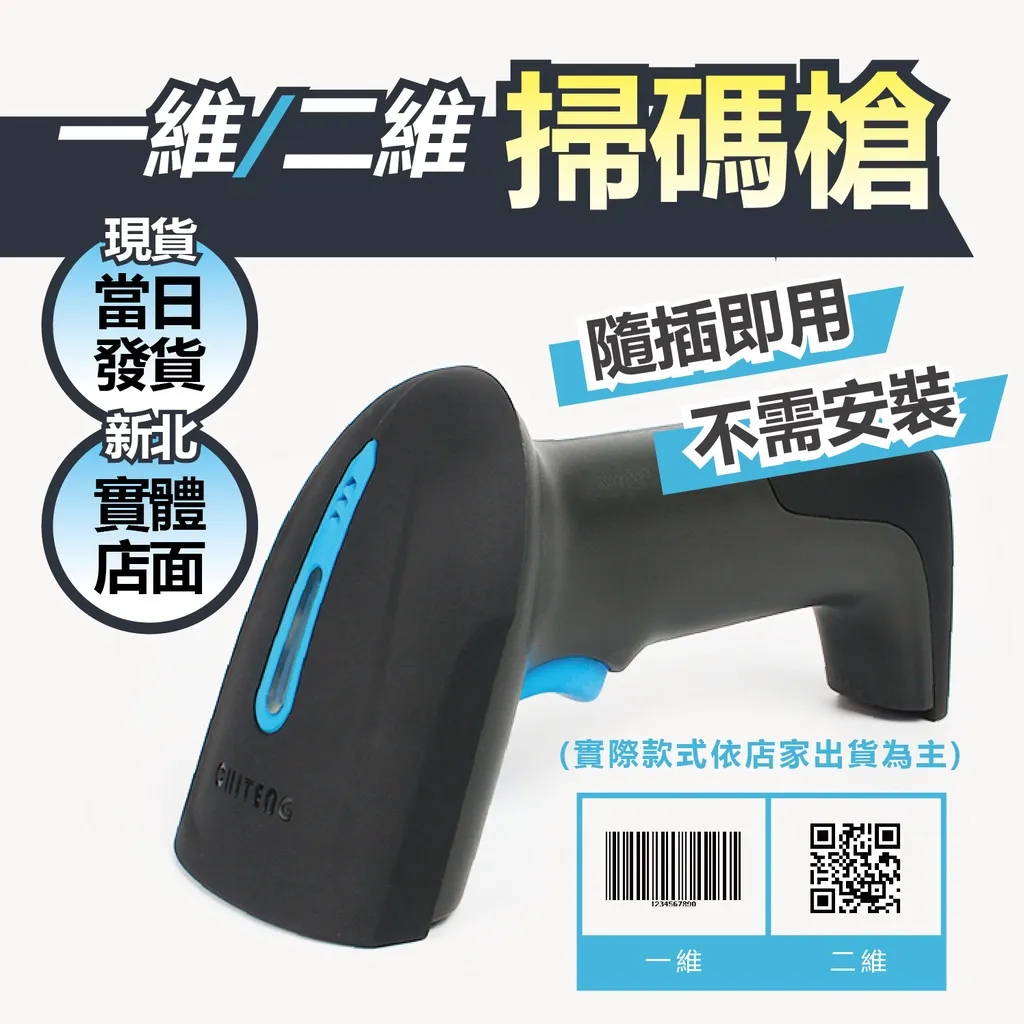 一維/二維 掃碼槍
現貨
當日
發貨
新北
實體
店面
隨插即用
不需安裝
CHITENG
(實際款式依店家出貨為主)
1234567890
一維
二維